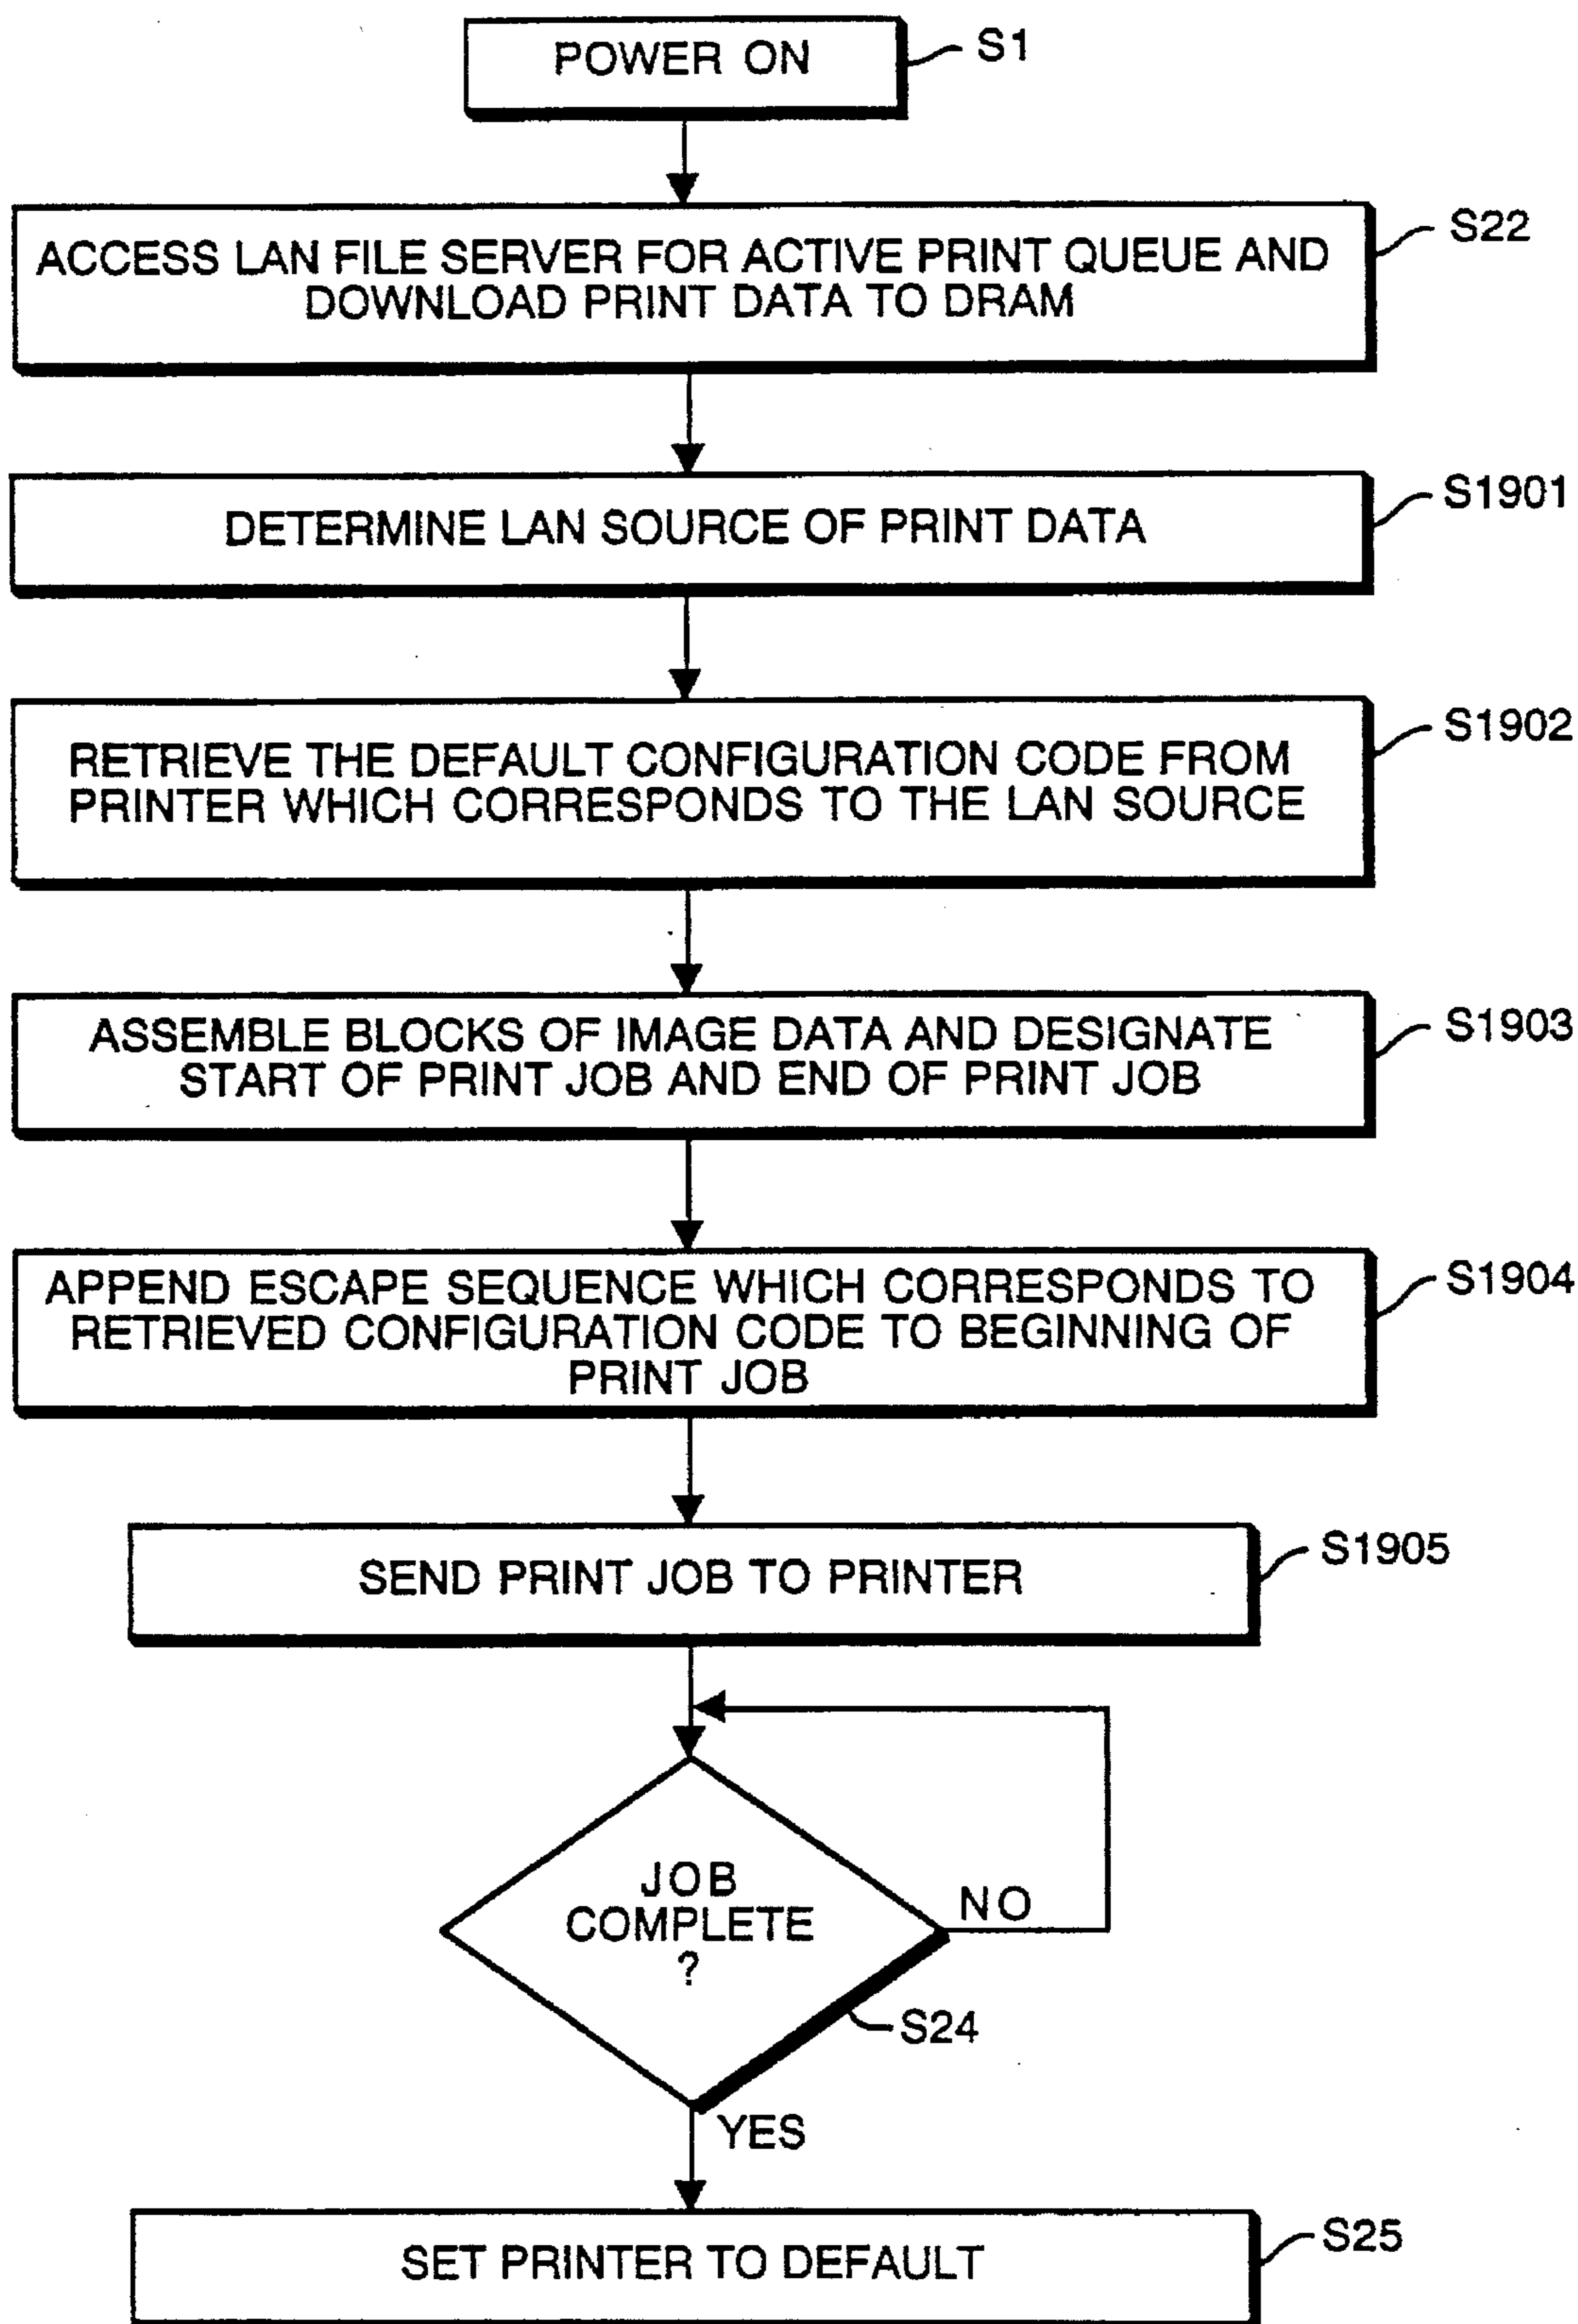 POWER ON
S1
ACCESS LAN FILE SERVER FOR ACTIVE PRINT QUEUE AND
DOWNLOAD PRINT DATA TO DRAM
S22
DETERMINE LAN SOURCE OF PRINT DATA
S1901
RETRIEVE THE DEFAULT CONFIGURATION CODE FROM
PRINTER WHICH CORRESPONDS TO THE LAN SOURCE
S1902
ASSEMBLE BLOCKS OF IMAGE DATA AND DESIGNATE
START OF PRINT JOB AND END OF PRINT JOB
S1903
APPEND ESCAPE SEQUENCE WHICH CORRESPONDS TO
RETRIEVED CONFIGURATION CODE TO BEGINNING OF
PRINT JOB
S1904
SEND PRINT JOB TO PRINTER
S1905
JOB
COMPLETE
?
NO
S24
YES
SET PRINTER TO DEFAULT
S25